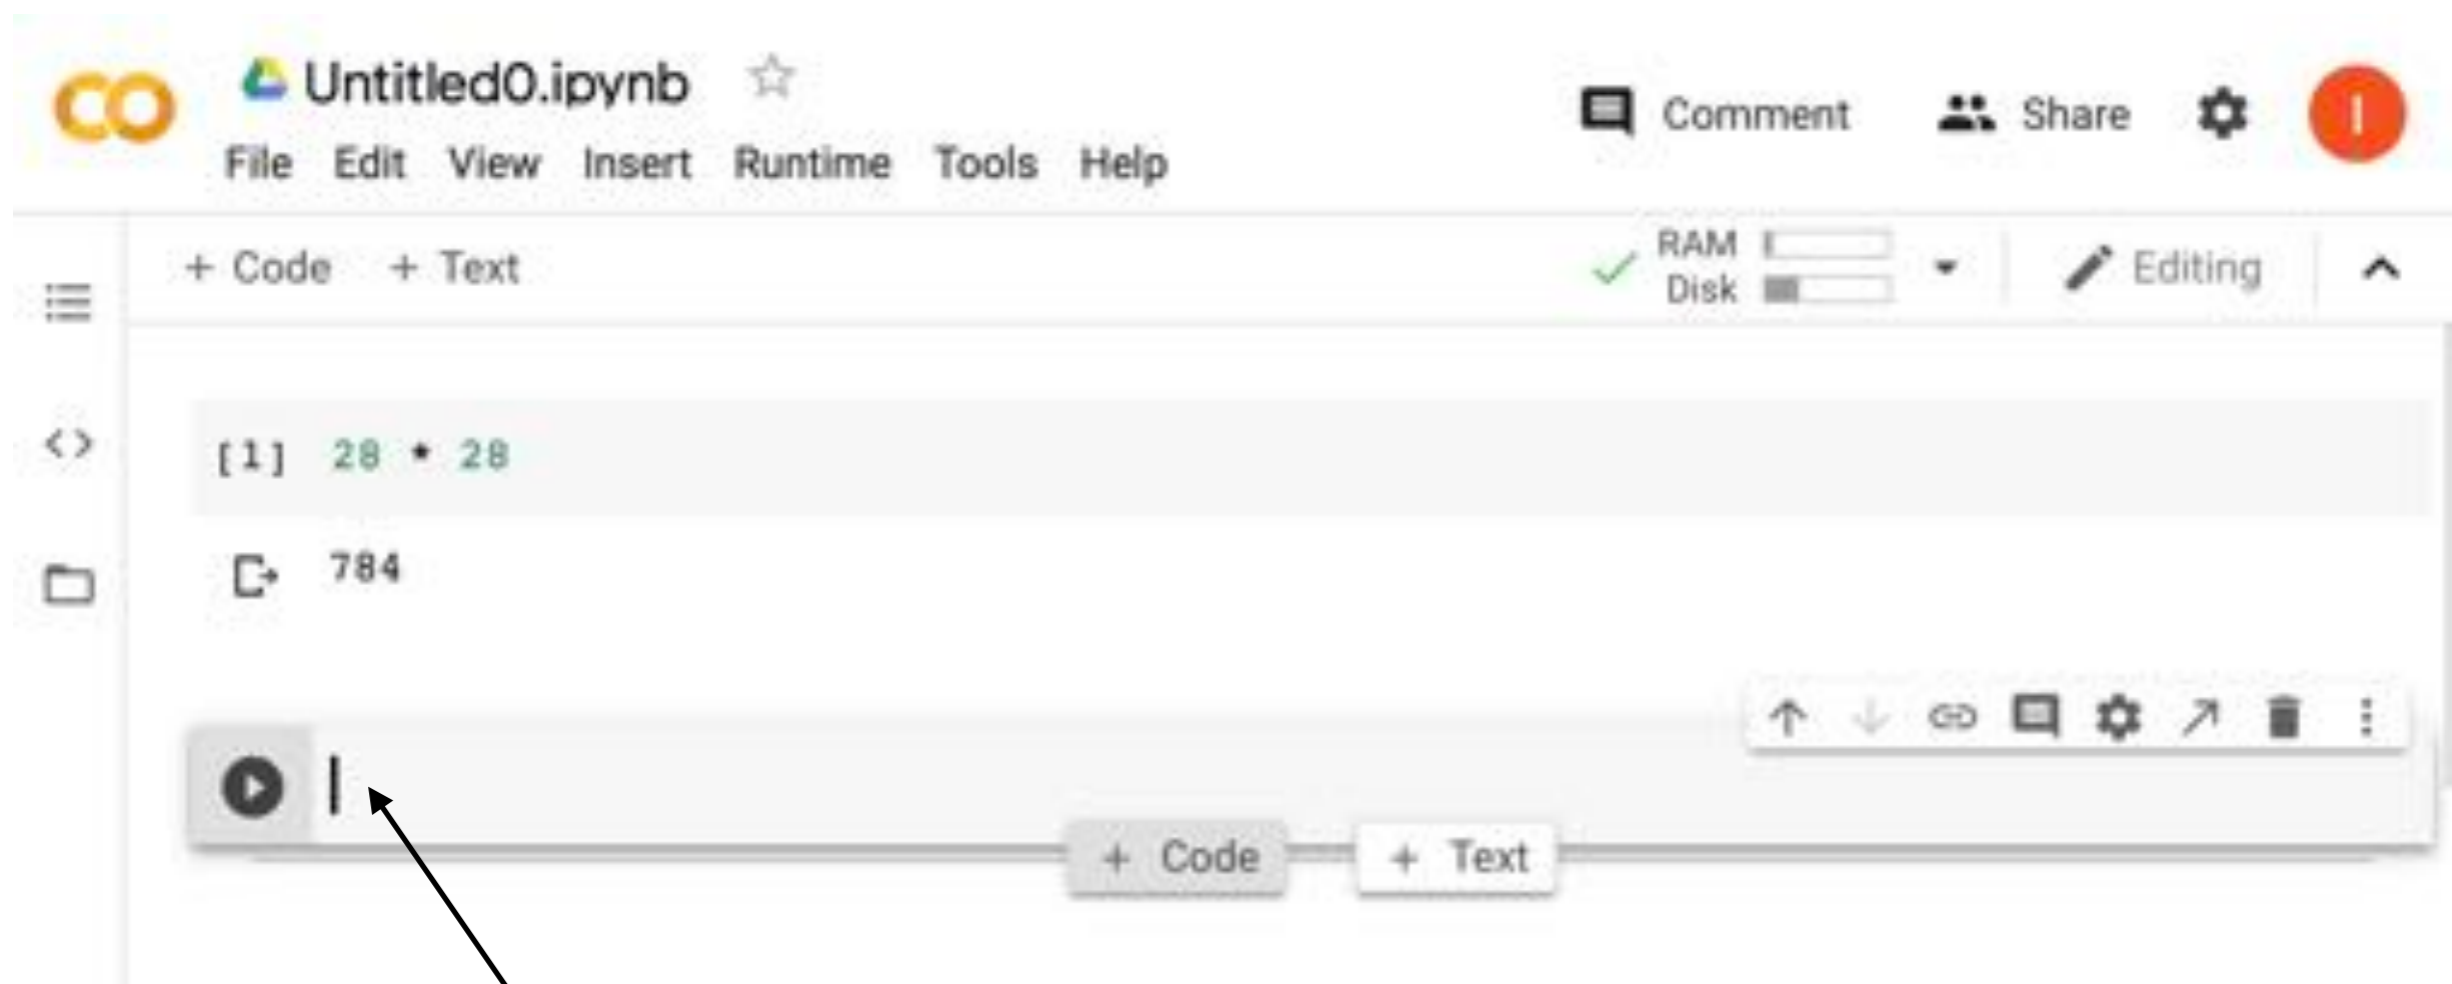 Untitled0.ipynb
Comment
Share
I
File Edit View Insert Runtime Tools Help
+ Code + Text
RAM
Disk
Editing
[1] 28 * 28
784
+ Code + Text